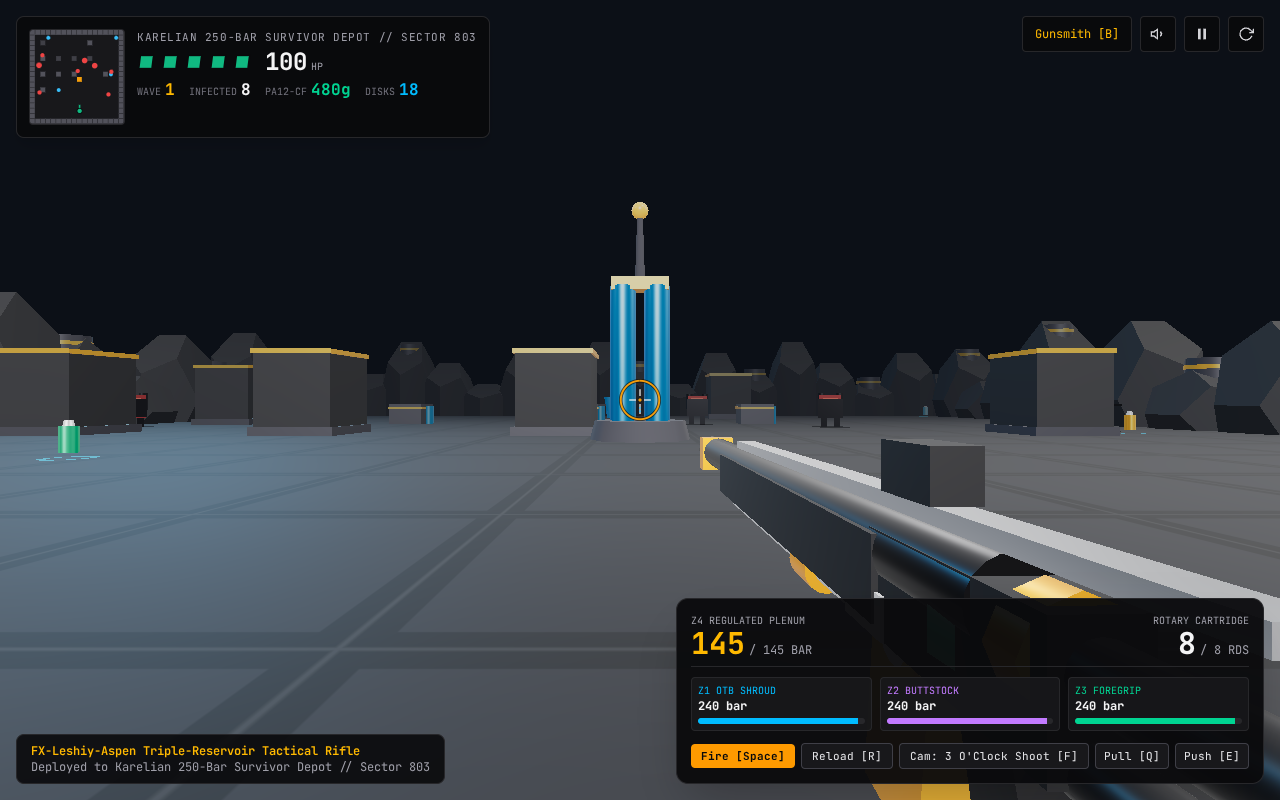 KARELIAN 250-BAR SURVIVOR DEPOT // SECTOR 803
100 HP
WAVE 1 INFECTED 8 PA12-CF 480g DISKS 18
Gunsmith [B]
Z4 REGULATED PLENUM
145 / 145 BAR
ROTARY CARTRIDGE
8 / 8 RDS
Z1 OTB SHROUD
240 bar
Z2 BUTTSTOCK
240 bar
Z3 FOREGRIP
240 bar
Fire [Space] Reload [R] Cam: 3 O'Clock Shoot [F] Pull [Q] Push [E]
FX-Leshiy-Aspen Triple-Reservoir Tactical Rifle
Deployed to Karelian 250-Bar Survivor Depot // Sector 803